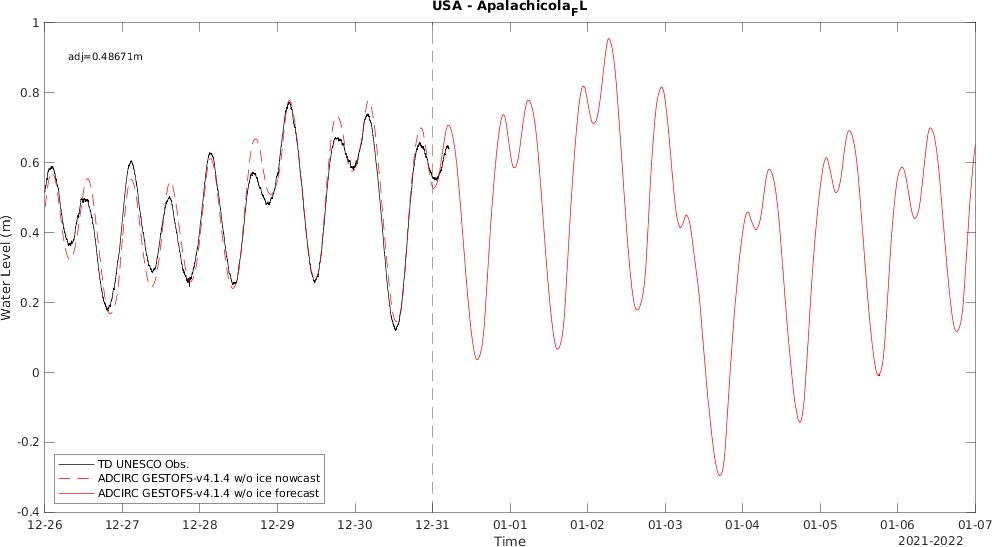 USA - Apalachicola_FL
adj=0.48671m
Water Level (m)
1
0.8
0.6
0.4
0.2
0
-0.2
-0.4
TD UNESCO Obs.
ADCIRC GESTOFS-v4.1.4 w/o ice nowcast
ADCIRC GESTOFS-v4.1.4 w/o ice forecast
12-26 12-27 12-28 12-29 12-30 12-31 01-01 01-02 01-03 01-04 01-05 01-06 01-07
Time
2021-2022